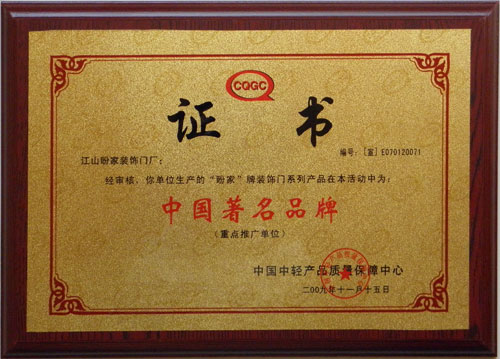 CQGC
证书
编号：[宣]E070120071
江山盼家装饰门厂：
经审核，你单位生产的“盼家”牌装饰门系列产品在本活动中为：
中国著名品牌
（重点推广单位）
中国中轻产品质量保障中心
二00九年十一月十五日